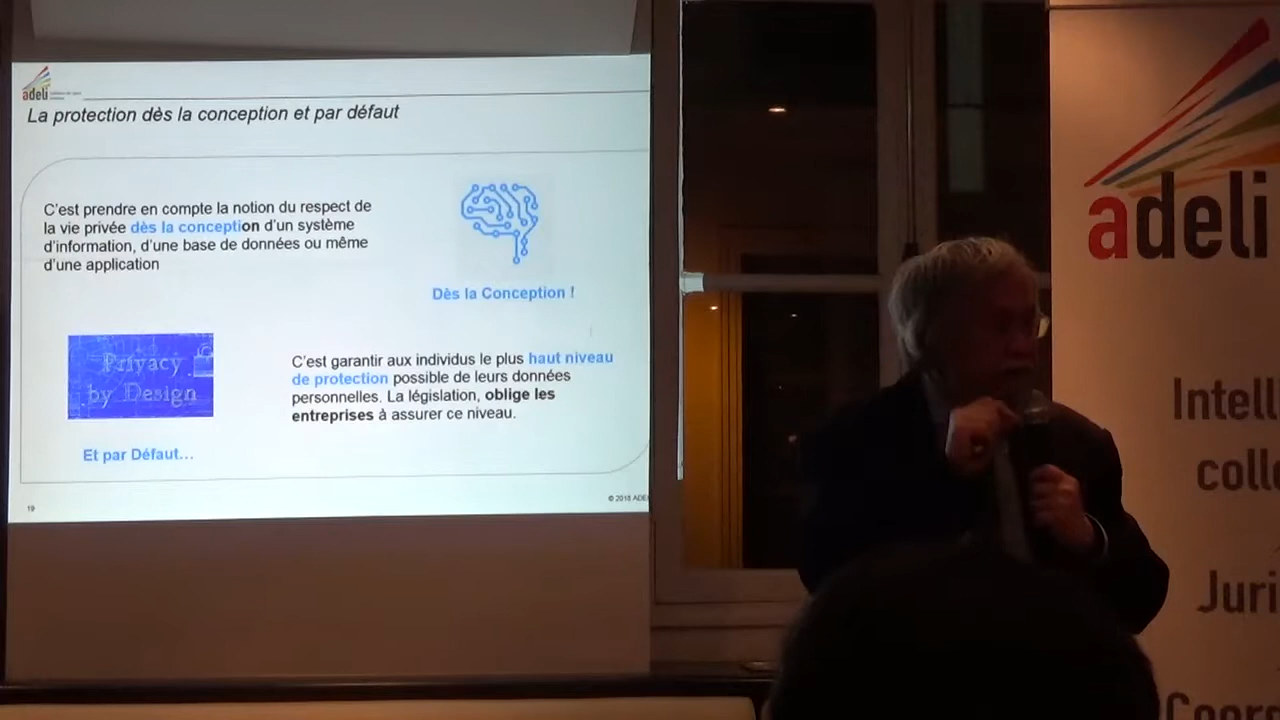 adeli
La protection dès la conception et par défaut
C'est prendre en compte la notion du respect de
la vie privée dès la conception d'un système
d'information, d'une base de données ou même
d'une application
Dès la Conception !
Privacy
by Design
C'est garantir aux individus le plus haut niveau
de protection possible de leurs données
personnelles. La législation, oblige les
entreprises à assurer ce niveau.
Et par Défaut...
19
© 2018 ADE
adeli
Intell
colle
Juri
Coor